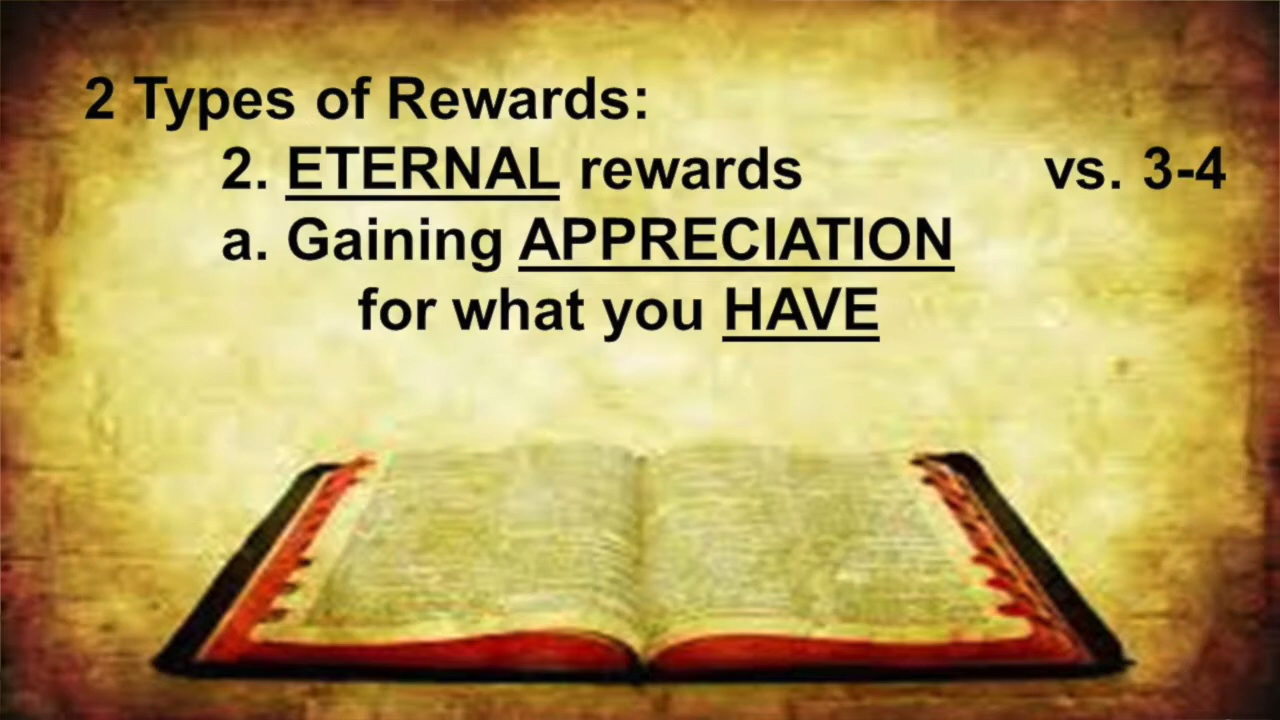 2 Types of Rewards:
2. ETERNAL rewards vs. 3-4
a. Gaining APPRECIATION
for what you HAVE